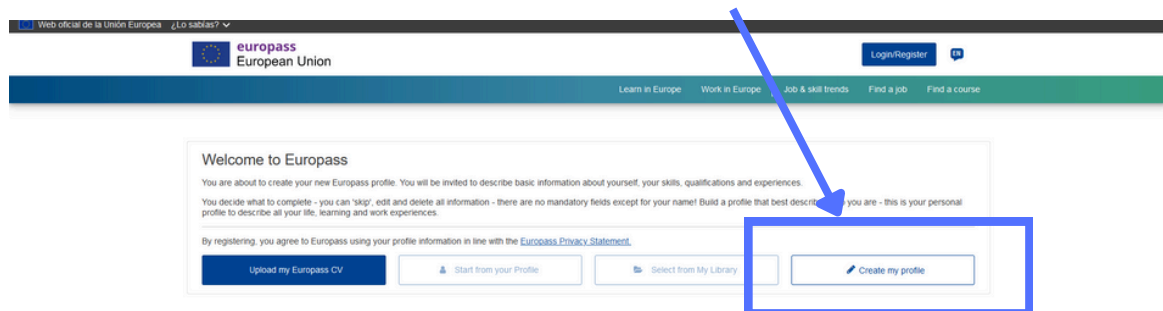 Web oficial de la Unión Europea ¿Lo sabías?
europass
European Union
Login/Register
EN
Learn in Europe Work in Europe Job & skill trends Find a job Find a course
Welcome to Europass
You are about to create your new Europass profile. You will be invited to describe basic information about yourself, your skills, qualifications and experiences.
You decide what to complete - you can 'skip', edit and delete all information - there are no mandatory fields except for your name! Build a profile that best describ you are - this is your personal
profile to describe all your life, learning and work experiences.
By registering, you agree to Europass using your profile information in line with the Europass Privacy Statement.
Upload my Europass CV Start from your Profile Select from My Library Create my profile